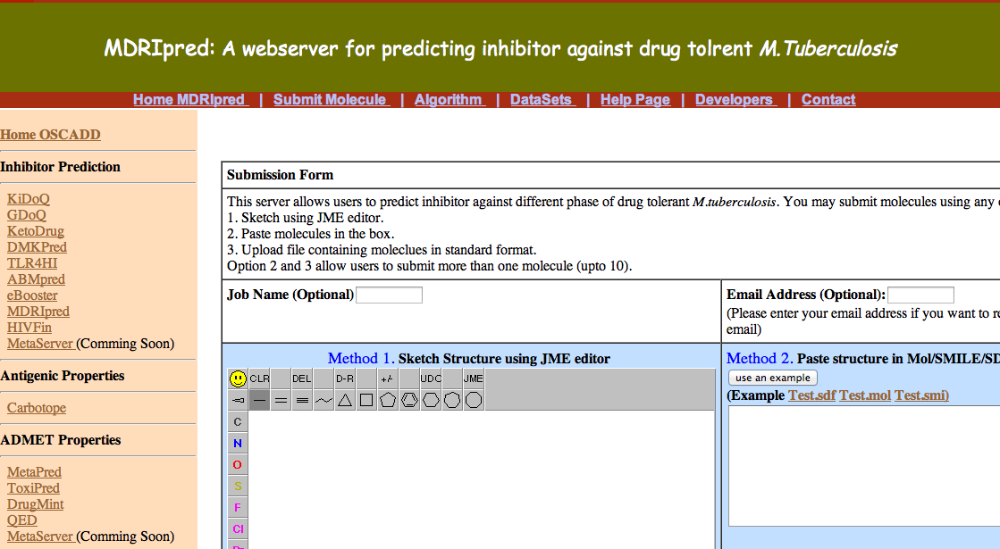 MDRIpred: A webserver for predicting inhibitor against drug tolrent M.Tuberculosis
Home MDRIpred | Submit Molecule | Algorithm | DataSets | Help Page | Developers | Contact
Home OSCADD
Inhibitor Prediction
KiDoQ
GDoQ
KetoDrug
DMKPred
TLR4HI
ABMpred
eBooster
MDRIpred
HIVFin
MetaServer (Comming Soon)
Antigenic Properties
Carbotope
ADMET Properties
MetaPred
ToxiPred
DrugMint
QED
MetaServer (Comming Soon)
Submission Form
This server allows users to predict inhibitor against different phase of drug tolerant M.tuberculosis. You may submit molecules using any
1. Sketch using JME editor.
2. Paste molecules in the box.
3. Upload file containing moleclues in standard format.
Option 2 and 3 allow users to submit more than one molecule (upto 10).
Job Name (Optional)
Email Address (Optional):
(Please enter your email address if you want to
email)
Method 1. Sketch Structure using JME editor
CLR DEL D-R +/- UDO JME
C
N
O
S
F
Cl
Method 2. Paste structure in Mol/SMILE/SD
use an example
(Example Test.sdf Test.mol Test.smi)